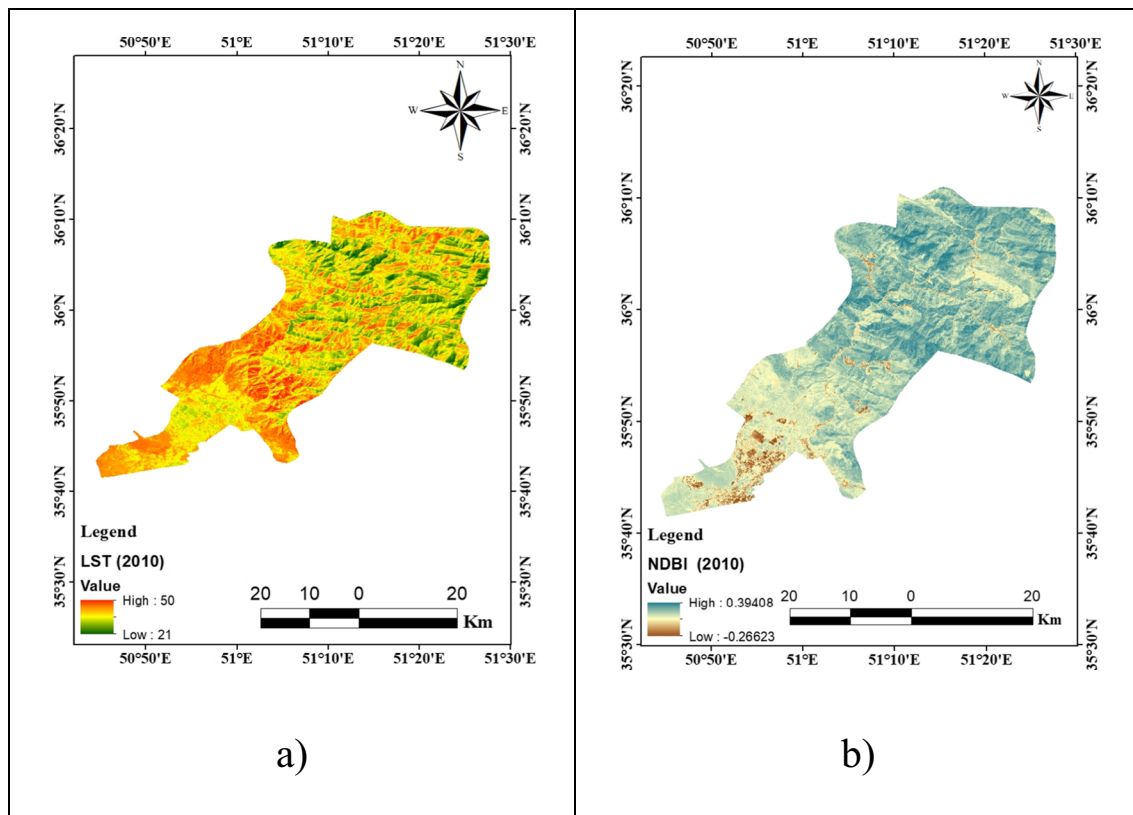 50°50'E 51°E 51°10'E 51°20'E 51°30'E
36°20'N
36°10'N
36°N
35°50'N
35°40'N
35°30'N
36°20'N
36°10'N
36°N
35°50'N
35°40'N
35°30'N
N
W E
S
Legend
LST (2010)
Value
High : 50
Low : 21
20 10 0 20
Km
50°50'E 51°E 51°10'E 51°20'E 51°30'E
a)
50°50'E 51°E 51°10'E 51°20'E 51°30'E
36°20'N
36°10'N
36°N
35°50'N
35°40'N
35°30'N
36°20'N
36°10'N
36°N
35°50'N
35°40'N
35°30'N
N
W E
S
Legend
NDBI (2010)
Value
High : 0.39408
Low : -0.26623
20 10 0 20
Km
50°50'E 51°E 51°10'E 51°20'E
b)